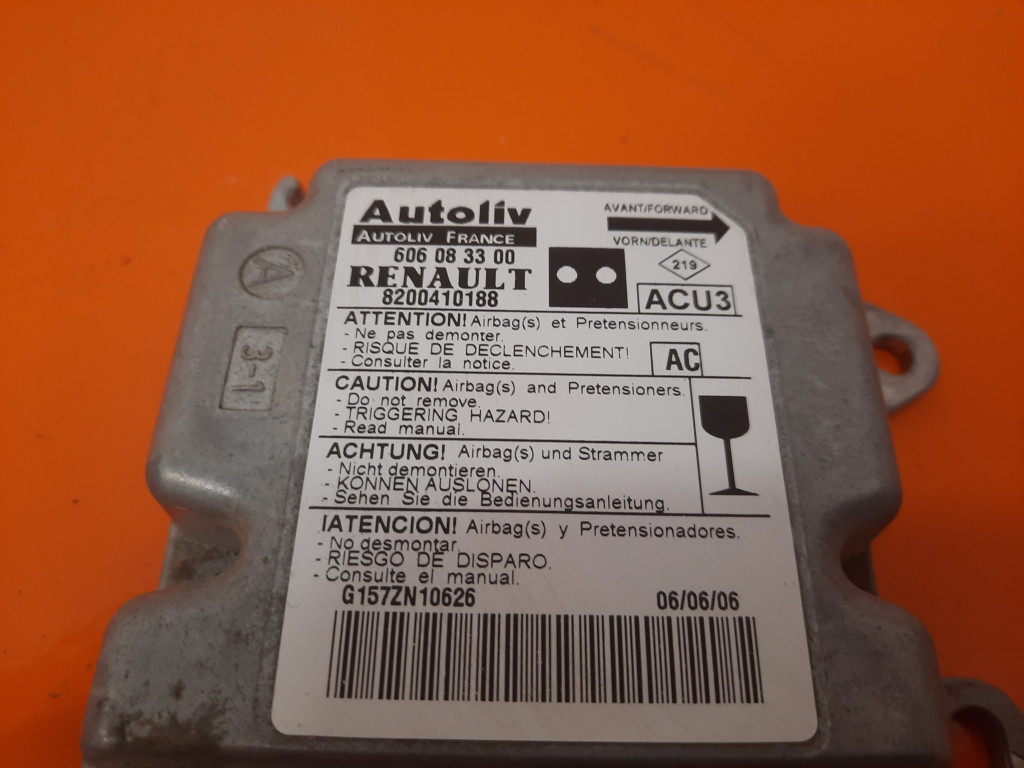 Autoliv
AUTOLIV FRANCE
606 08 33 00
RENAULT
8200410188
AVANT/FORWARD
VORN/DELANTE
219
ACU3
ATTENTION! Airbag(s) et Pretensionneurs.
- Ne pas demonter.
- RISQUE DE DECLENCHEMENT!
- Consulter la notice.
AC
CAUTION! Airbag(s) and Pretensioners.
- Do not remove.
- TRIGGERING HAZARD!
- Read manual.
ACHTUNG! Airbag(s) und Strammer
- Nicht demontieren.
- KONNEN AUSLONEN.
- Sehen Sie die Bedienungsanleitung.
IATENCION! Airbag(s) y Pretensionadores.
- No desmontar.
- RIESGO DE DISPARO.
- Consulte el manual.
G157ZN10626 06/06/06
A
3-1